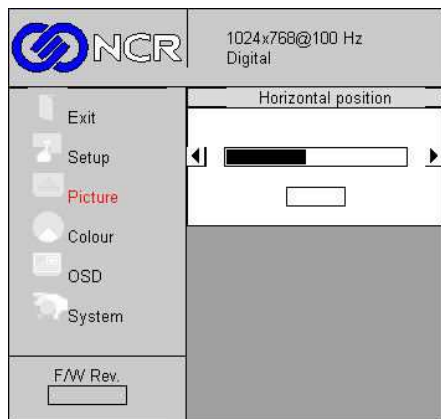 NCR
1024x768@100 Hz
Digital
Horizontal position
Exit
Setup
Picture
Colour
OSD
System
F/W Rev.